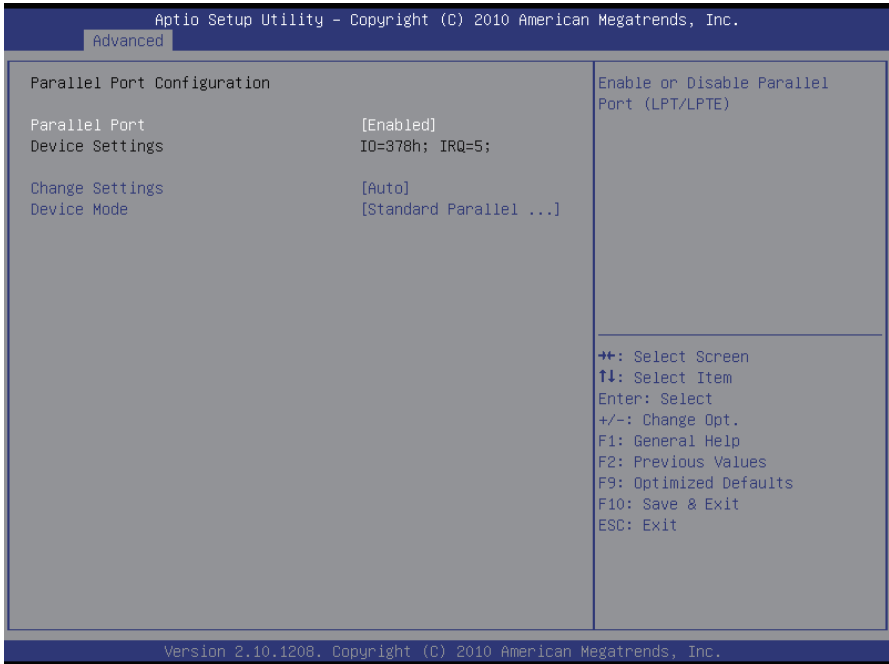 Aptio Setup Utility – Copyright (C) 2010 American Megatrends, Inc.
Advanced
Parallel Port Configuration
Parallel Port [Enabled]
Device Settings IO=378h; IRQ=5;
Change Settings [Auto]
Device Mode [Standard Parallel ...]
Enable or Disable Parallel
Port (LPT/LPTE)
→←: Select Screen
↑↓: Select Item
Enter: Select
+/-: Change Opt.
F1: General Help
F2: Previous Values
F9: Optimized Defaults
F10: Save & Exit
ESC: Exit
Version 2.10.1208. Copyright (C) 2010 American Megatrends, Inc.